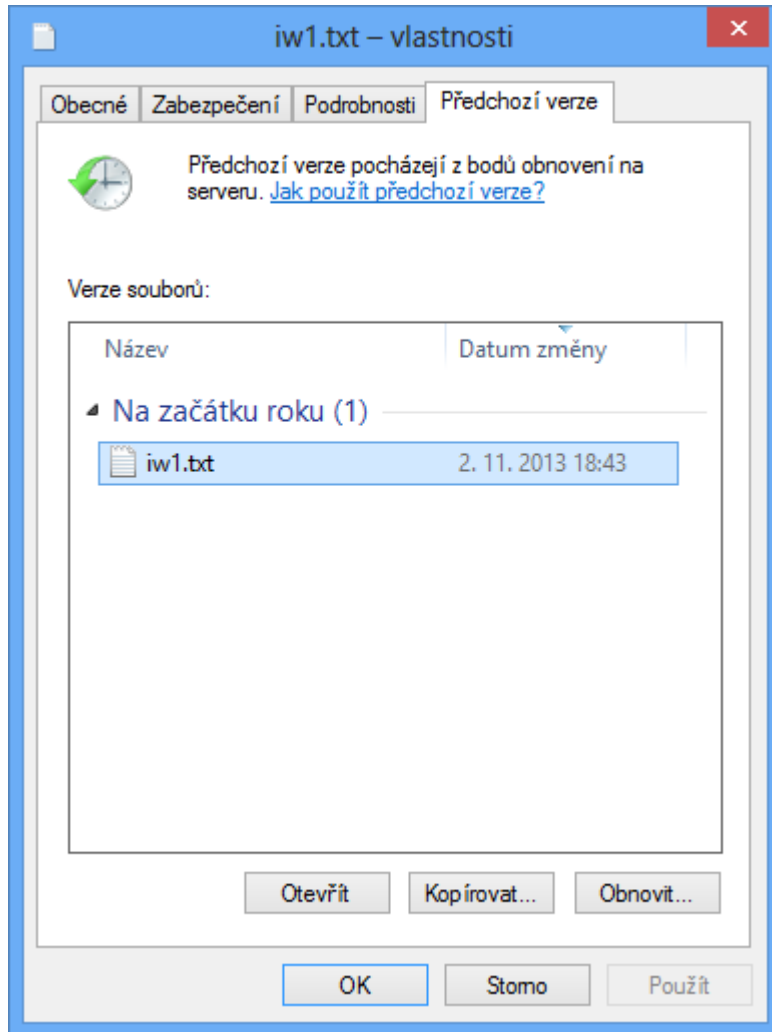 iw1.txt – vlastnosti
Obecné Zabezpečení Podrobnosti Předchozí verze
Předchozí verze pocházejí z bodů obnovení na
serveru. Jak použít předchozí verze?
Verze souborů:
Název Datum změny
Na začátku roku (1)
iw1.txt 2. 11. 2013 18:43
Otevřít Kopírovat... Obnovit...
OK Storno Použít